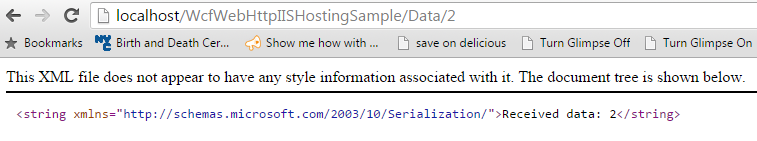 localhost/WcfWebHttpIISHostingSample/Data/2
Bookmarks Birth and Death Cer... Show me how with ... save on delicious Turn Glimpse Off Turn Glimpse On
This XML file does not appear to have any style information associated with it. The document tree is shown below.
<string xmlns="http://schemas.microsoft.com/2003/10/Serialization/">Received data: 2</string>